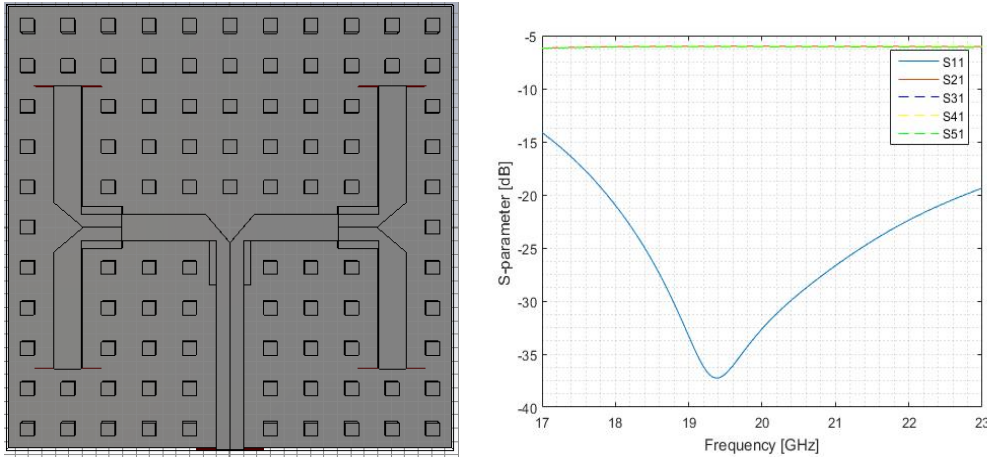 -5
-10
-15
-20
-25
-30
-35
-40
S-parameter [dB]
S11
S21
S31
S41
S51
17 18 19 20 21 22 23
Frequency [GHz]